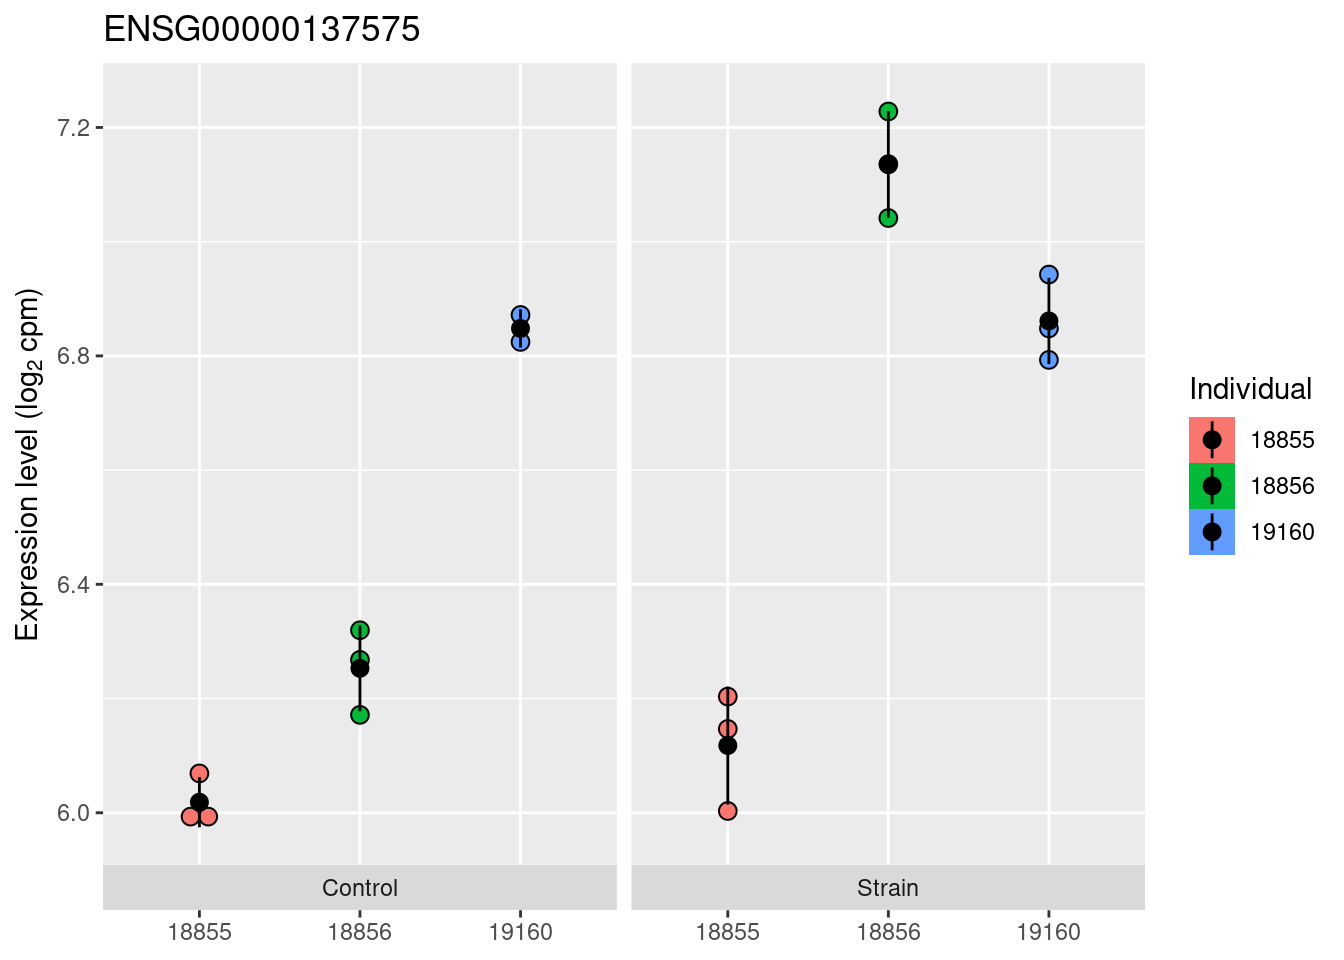 ENSG00000137575
Expression level (log₂ cpm)
7.2
6.8
6.4
6.0
Control
Strain
18855
18856
19160
18855
18856
19160
Individual
18855
18856
19160